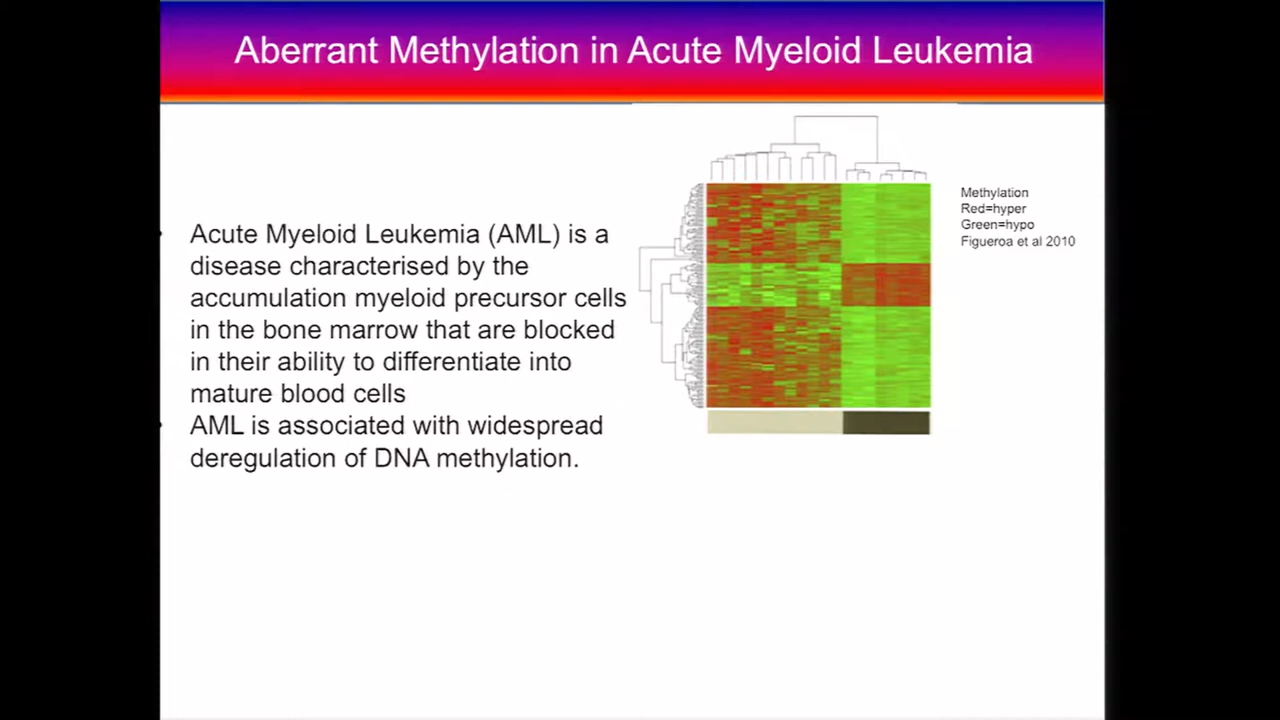 Aberrant Methylation in Acute Myeloid Leukemia
Acute Myeloid Leukemia (AML) is a
disease characterised by the
accumulation myeloid precursor cells
in the bone marrow that are blocked
in their ability to differentiate into
mature blood cells
AML is associated with widespread
deregulation of DNA methylation.
Methylation
Red=hyper
Green=hypo
Figueroa et al 2010